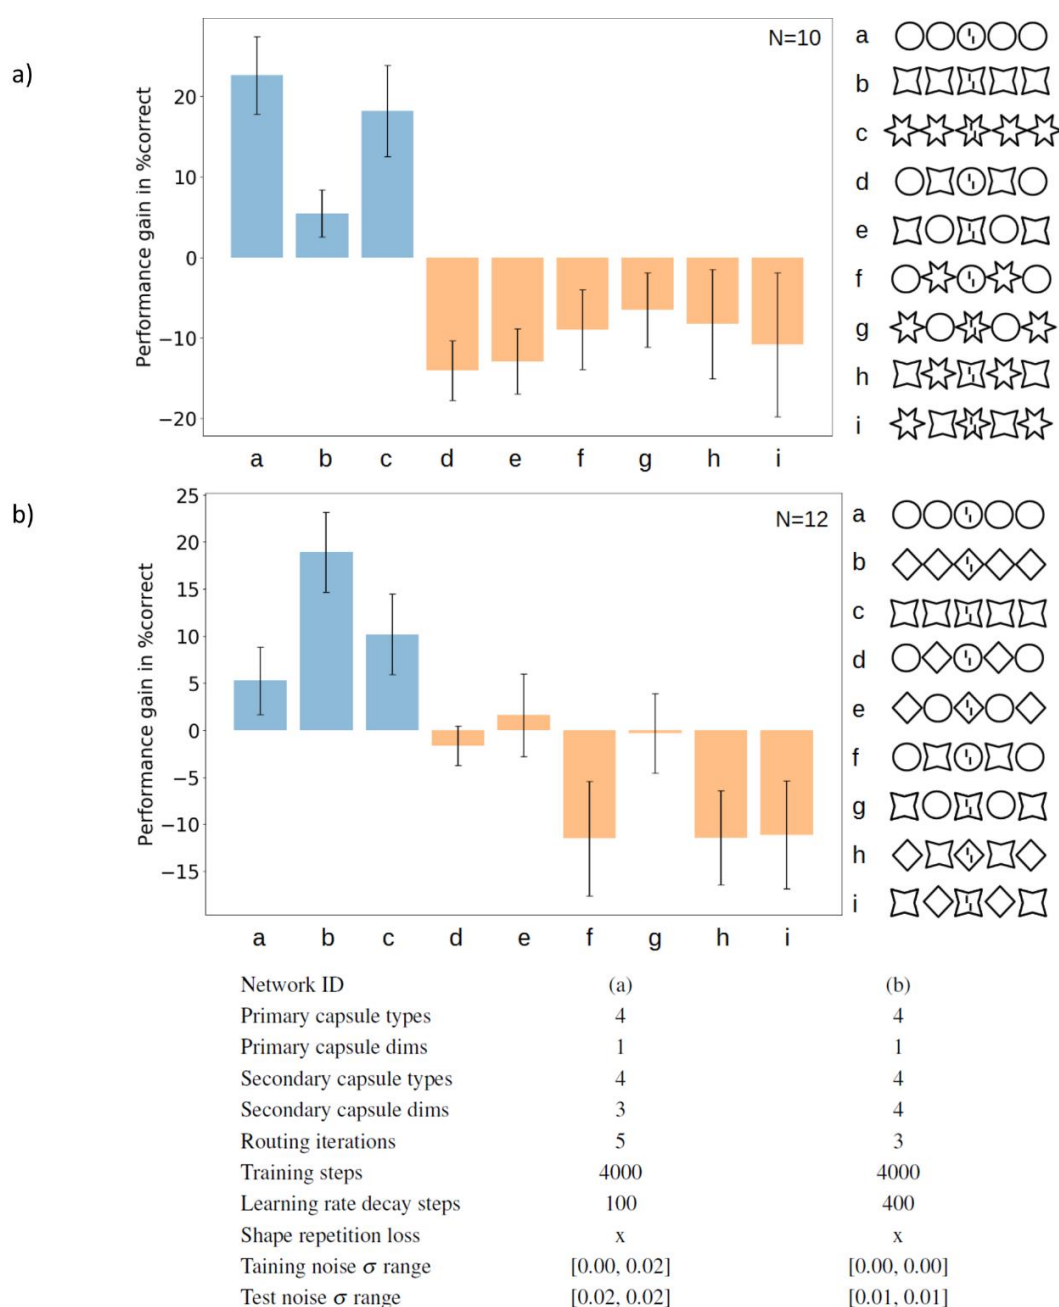 a)
Performance gain in %correct
20
10
0
−10
−20
N=10
a b c d e f g h i
a
b
c
d
e
f
g
h
i
b)
Performance gain in %correct
25
20
15
10
5
0
−5
−10
−15
N=12
a b c d e f g h i
a
b
c
d
e
f
g
h
i
Network ID (a) (b)
Primary capsule types 4 4
Primary capsule dims 1 1
Secondary capsule types 4 4
Secondary capsule dims 3 4
Routing iterations 5 3
Training steps 4000 4000
Learning rate decay steps 100 400
Shape repetition loss x x
Taining noise σ range [0.00, 0.02] [0.00, 0.00]
Test noise σ range [0.02, 0.02] [0.01, 0.01]